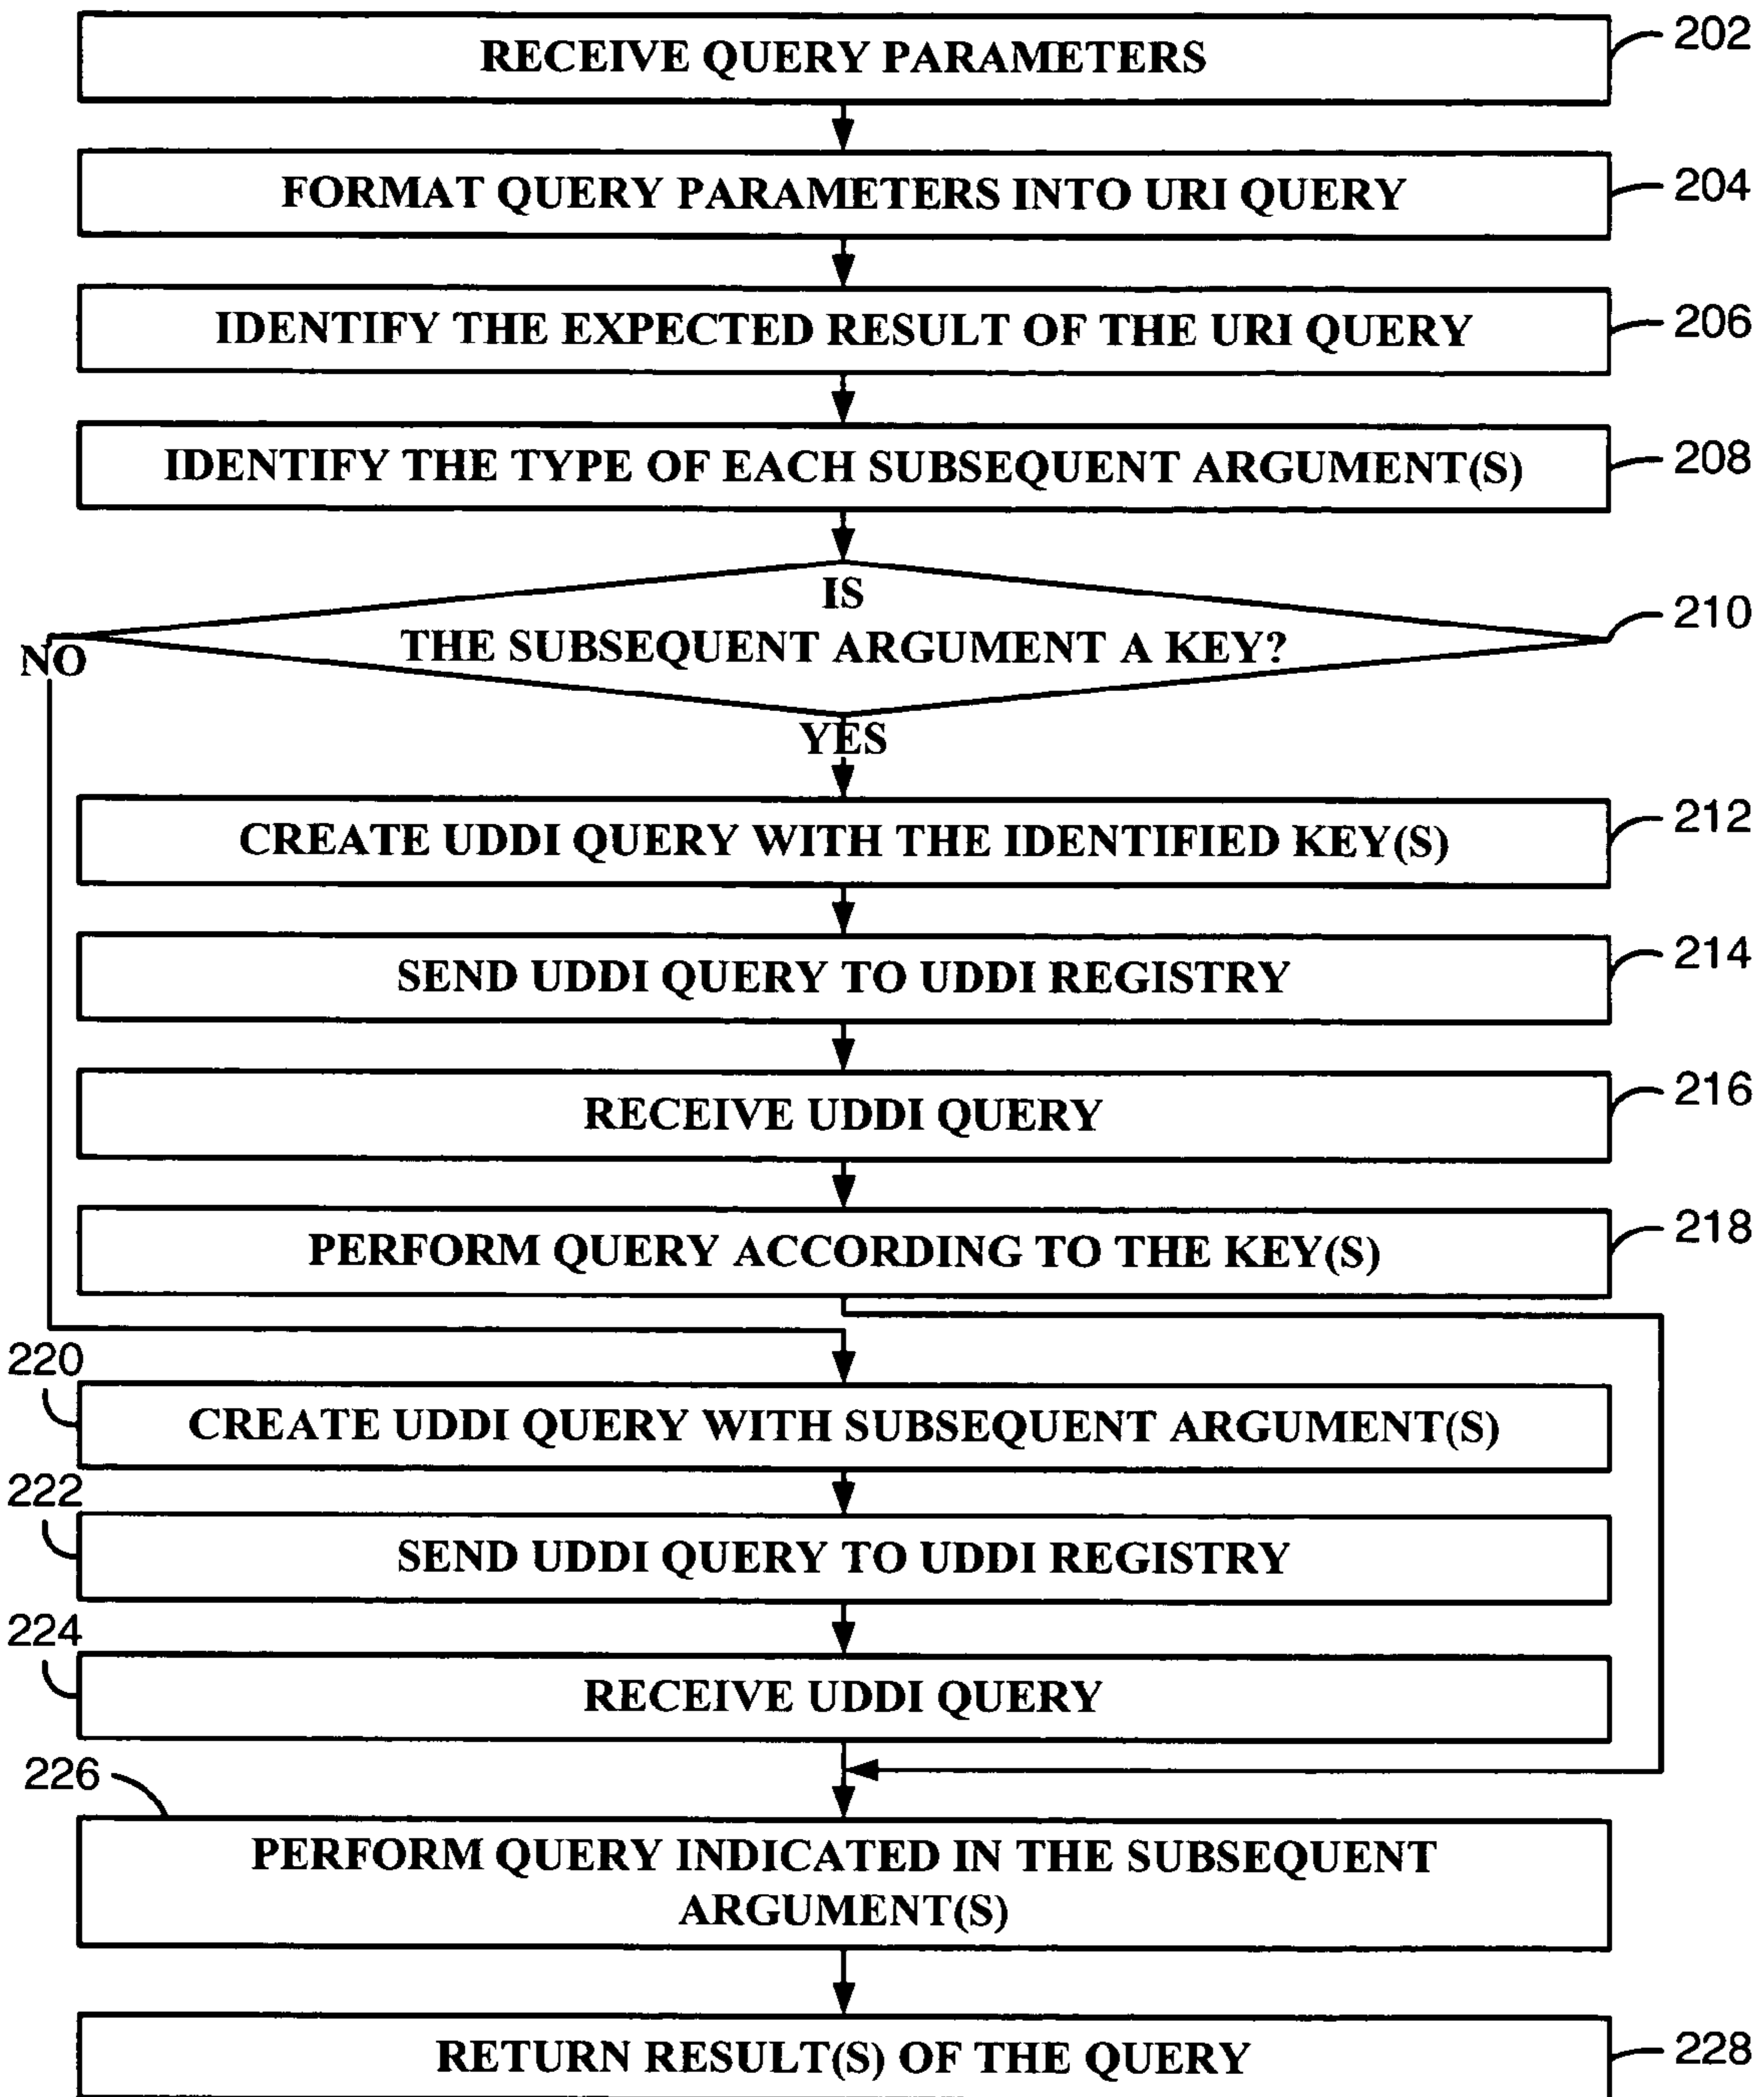 RECEIVE QUERY PARAMETERS
202
FORMAT QUERY PARAMETERS INTO URI QUERY
204
IDENTIFY THE EXPECTED RESULT OF THE URI QUERY
206
IDENTIFY THE TYPE OF EACH SUBSEQUENT ARGUMENT(S)
208
IS
THE SUBSEQUENT ARGUMENT A KEY?
210
NO
YES
CREATE UDDI QUERY WITH THE IDENTIFIED KEY(S)
212
SEND UDDI QUERY TO UDDI REGISTRY
214
RECEIVE UDDI QUERY
216
PERFORM QUERY ACCORDING TO THE KEY(S)
218
220
CREATE UDDI QUERY WITH SUBSEQUENT ARGUMENT(S)
222
SEND UDDI QUERY TO UDDI REGISTRY
224
RECEIVE UDDI QUERY
226
PERFORM QUERY INDICATED IN THE SUBSEQUENT
ARGUMENT(S)
RETURN RESULT(S) OF THE QUERY
228